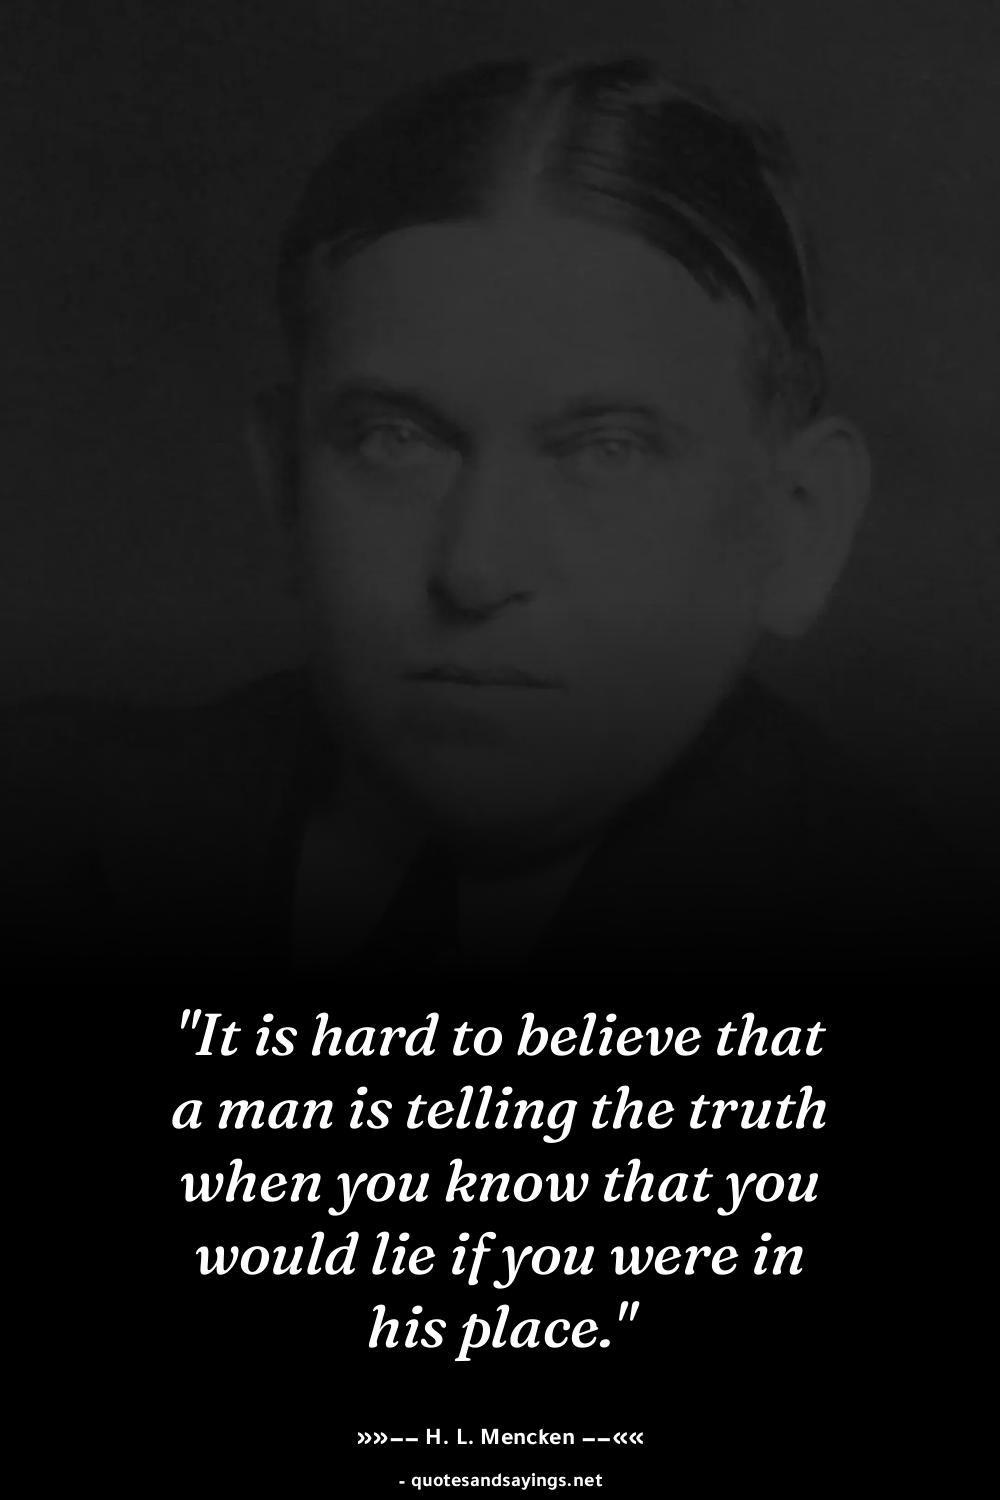 "It is hard to believe that
a man is telling the truth
when you know that you
would lie if you were in
his place."
»»−− H. L. Mencken −−««
- quotesandsayings.net